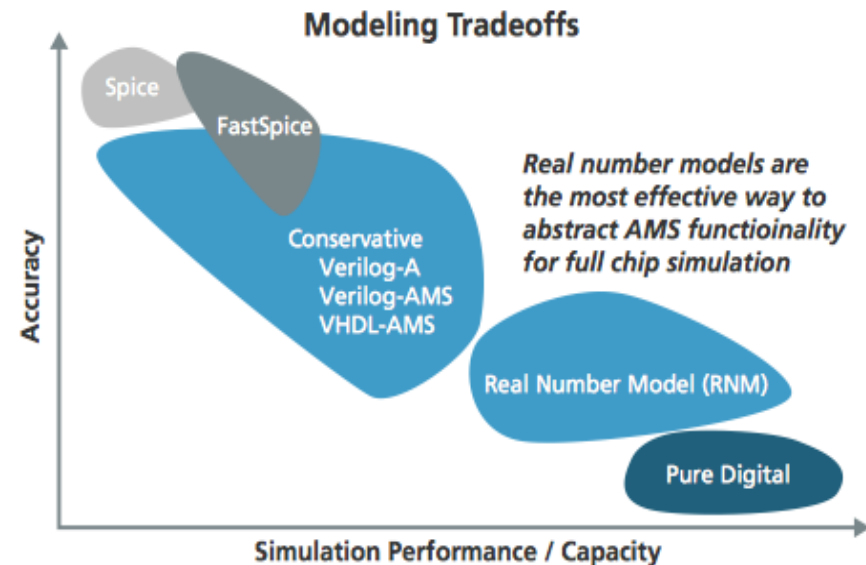 Modeling Tradeoffs
Spice
FastSpice
Real number models are
the most effective way to
abstract AMS functioinality
for full chip simulation
Conservative
Verilog-A
Verilog-AMS
VHDL-AMS
Accuracy
Real Number Model (RNM)
Pure Digital
Simulation Performance / Capacity